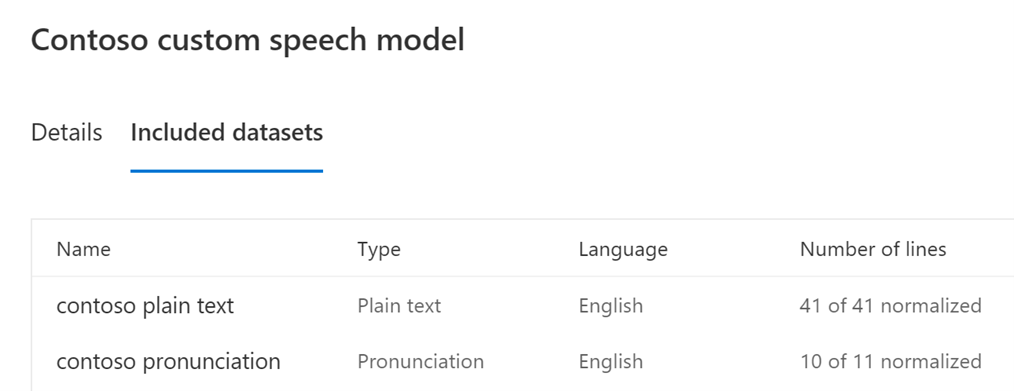 Contoso custom speech model
Details Included datasets
Name Type Language Number of lines
contoso plain text Plain text English 41 of 41 normalized
contoso pronunciation Pronunciation English 10 of 11 normalized